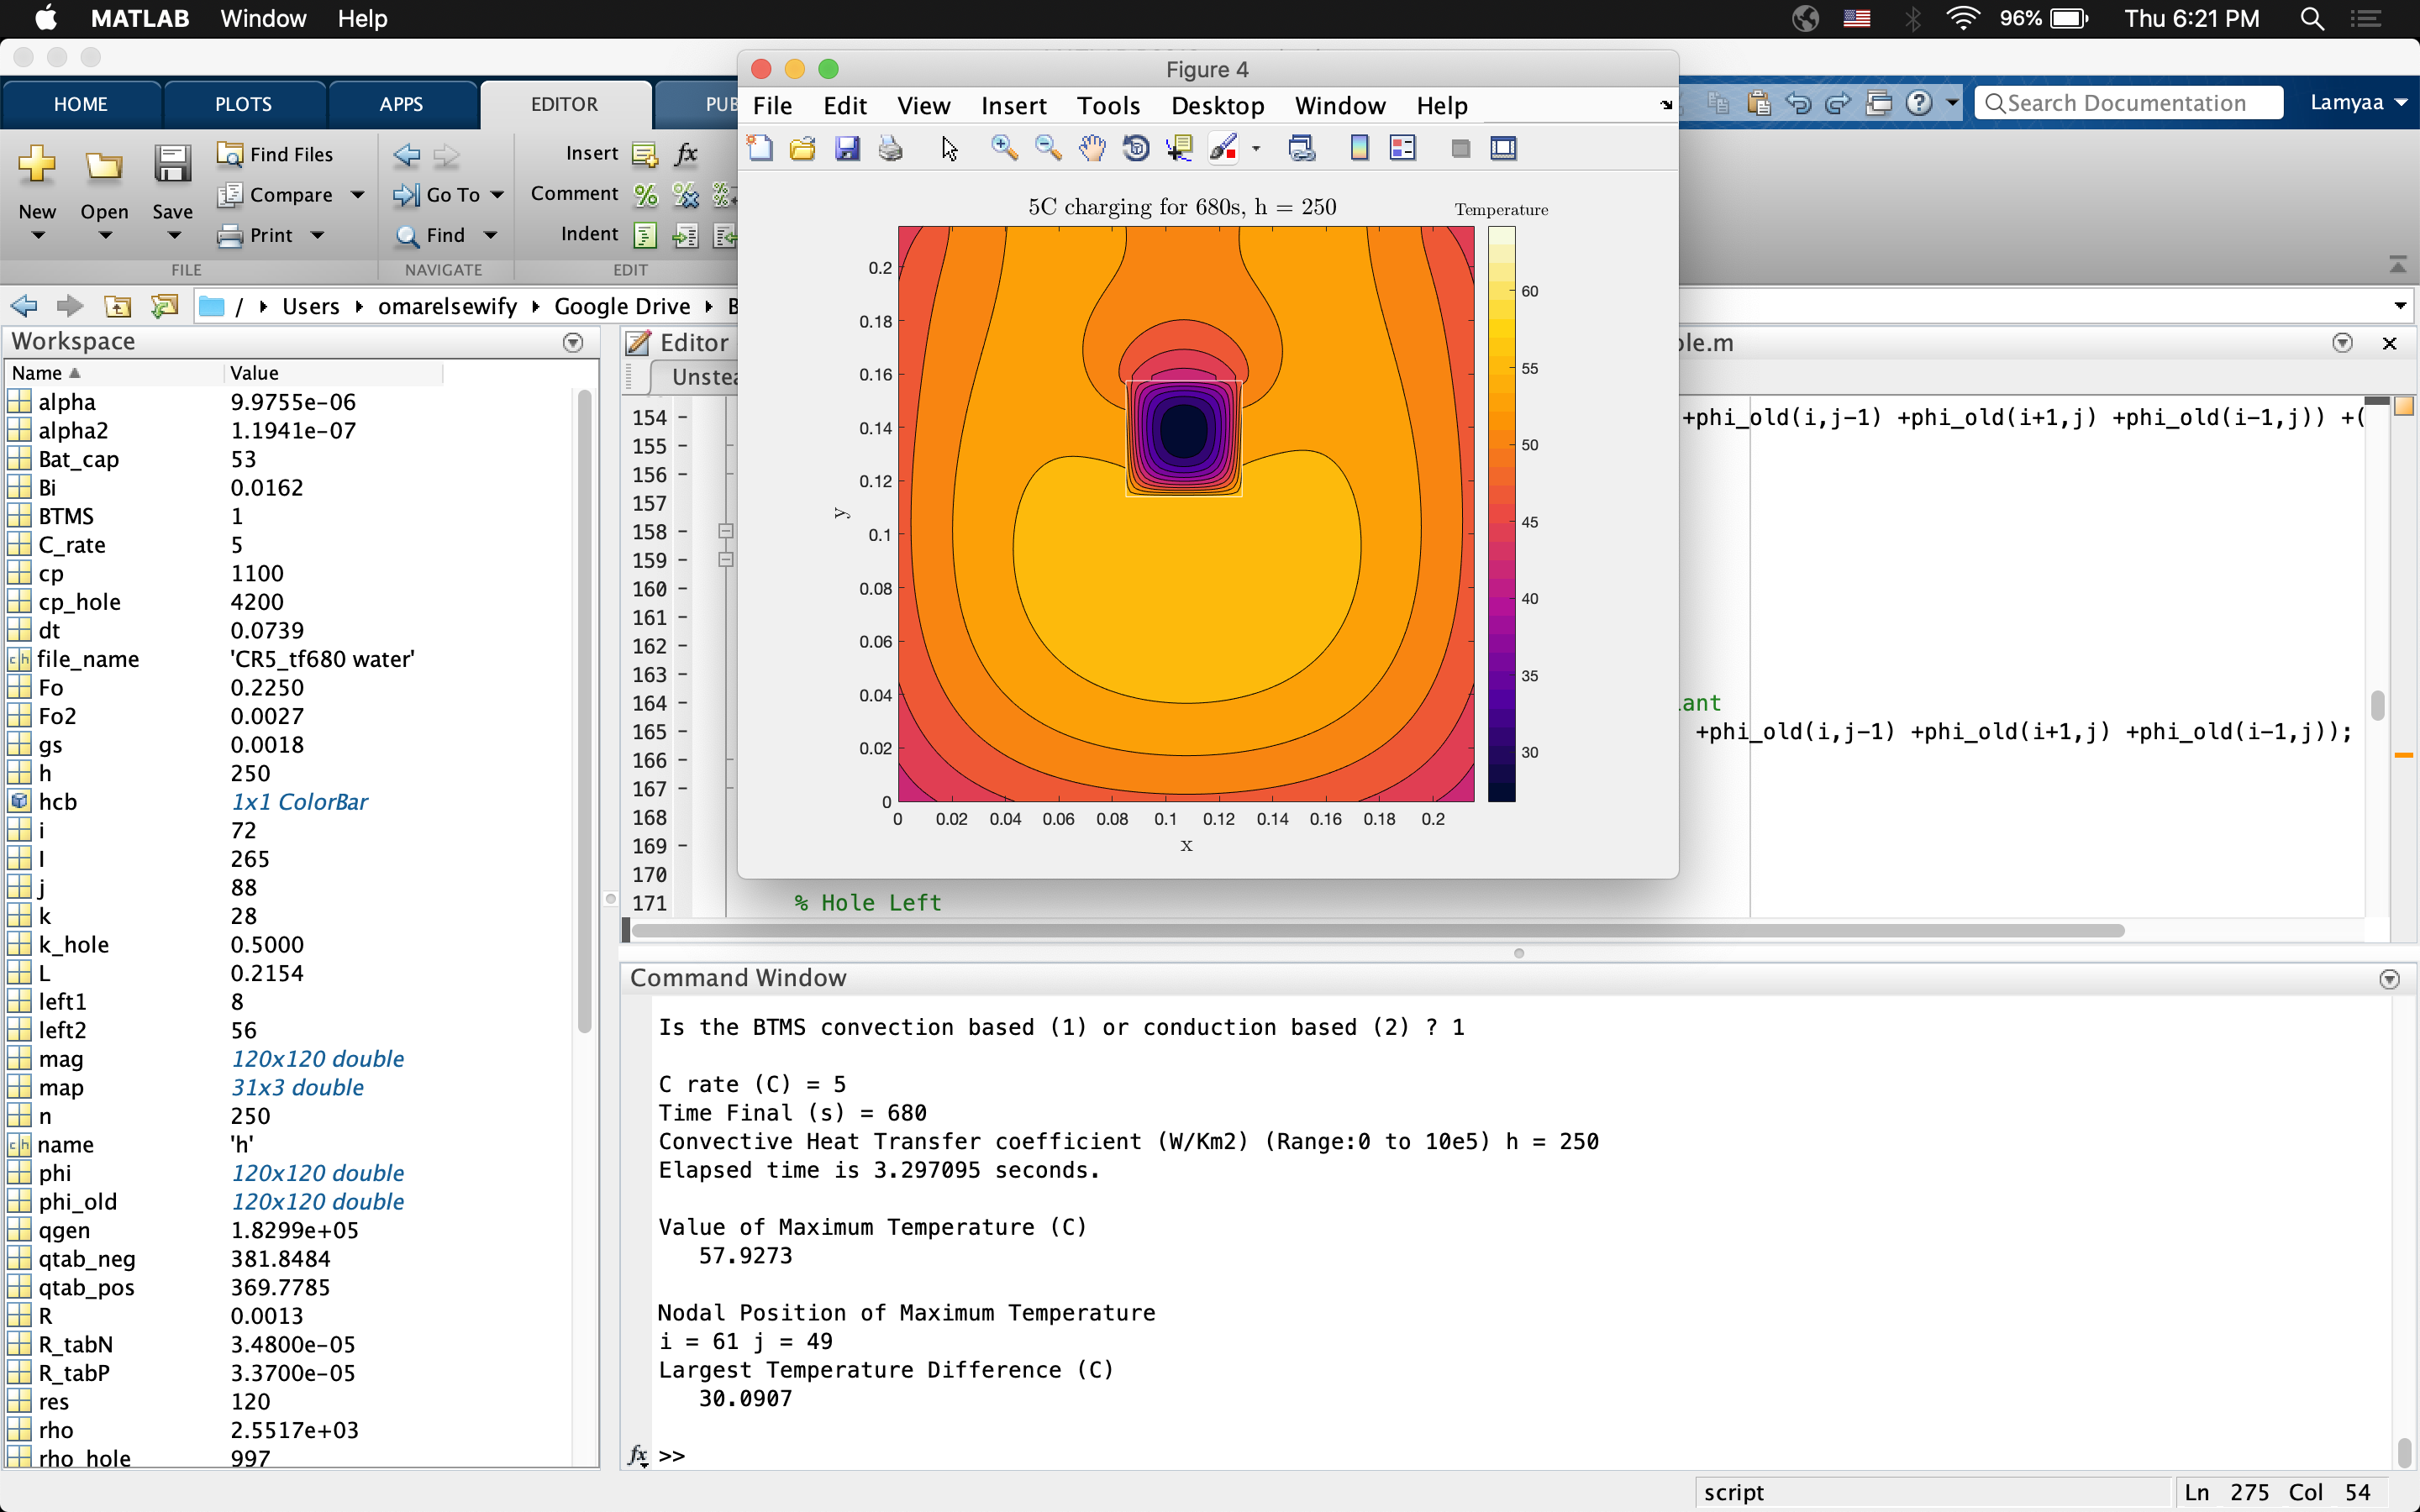 MATLAB Window Help 96% Thu 6:21 PM
Figure 4
HOME PLOTS APPS EDITOR PUB
File Edit View Insert Tools Desktop Window Help
Search Documentation Lamyaa
New Open Save
Find Files
Compare
Print
Go To
Find
Insert fx
Comment
Indent
FILE NAVIGATE EDIT
/ Users omarelsewify Google Drive B
Workspace
Name Value
alpha 9.9755e-06
alpha2 1.1941e-07
Bat_cap 53
Bi 0.0162
BTMS 1
C_rate 5
cp 1100
cp_hole 4200
dt 0.0739
file_name 'CR5_tf680 water'
Fo 0.2250
Fo2 0.0027
gs 0.0018
h 250
hcb 1x1 ColorBar
i 72
I 265
j 88
k 28
k_hole 0.5000
L 0.2154
left1 8
left2 56
mag 120x120 double
map 31x3 double
n 250
name 'h'
phi 120x120 double
phi_old 120x120 double
qgen 1.8299e+05
qtab_neg 381.8484
qtab_pos 369.7785
R 0.0013
R_tabN 3.4800e-05
R_tabP 3.3700e-05
res 120
rho 2.5517e+03
rho_hole 997
Editor
ole.m
Unstea
154
155
156
157
158
159
160
161
162
163
164
165
166
167
168
169
170
171 % Hole Left
+phi_old(i,j-1) +phi_old(i+1,j) +phi_old(i-1,j)) +(
ant
+phi_old(i,j-1) +phi_old(i+1,j) +phi_old(i-1,j));
5C charging for 680s, h = 250
Temperature
0.2
0.18
0.16
0.14
0.12
0.1
0.08
0.06
0.04
0.02
0
y
0 0.02 0.04 0.06 0.08 0.1 0.12 0.14 0.16 0.18 0.2
x
60
55
50
45
40
35
30
Command Window
Is the BTMS convection based (1) or conduction based (2) ? 1
C rate (C) = 5
Time Final (s) = 680
Convective Heat Transfer coefficient (W/Km2) (Range:0 to 10e5) h = 250
Elapsed time is 3.297095 seconds.
Value of Maximum Temperature (C)
57.9273
Nodal Position of Maximum Temperature
i = 61 j = 49
Largest Temperature Difference (C)
30.0907
fx >>
script Ln 275 Col 54